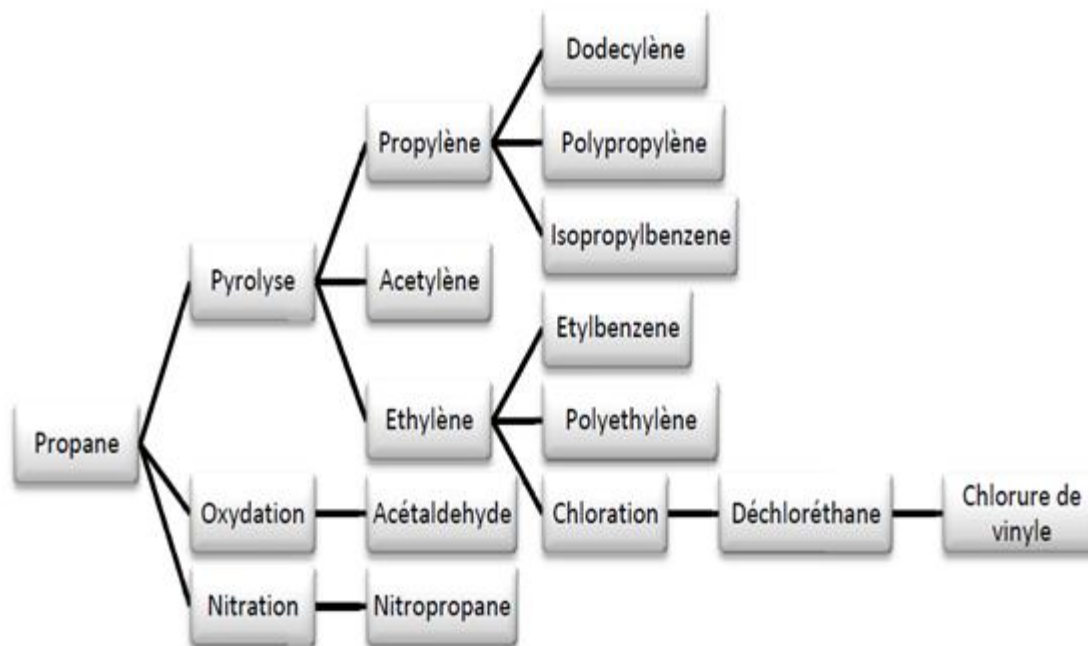 Dodecylène
Propylène
Polypropylène
Isopropylbenzene
Pyrolyse
Acetylène
Etylbenzene
Ethylène
Polyethylène
Propane
Oxydation
Acétaldehyde
Chloration
Déchloréthane
Chlorure de
vinyle
Nitration
Nitropropane